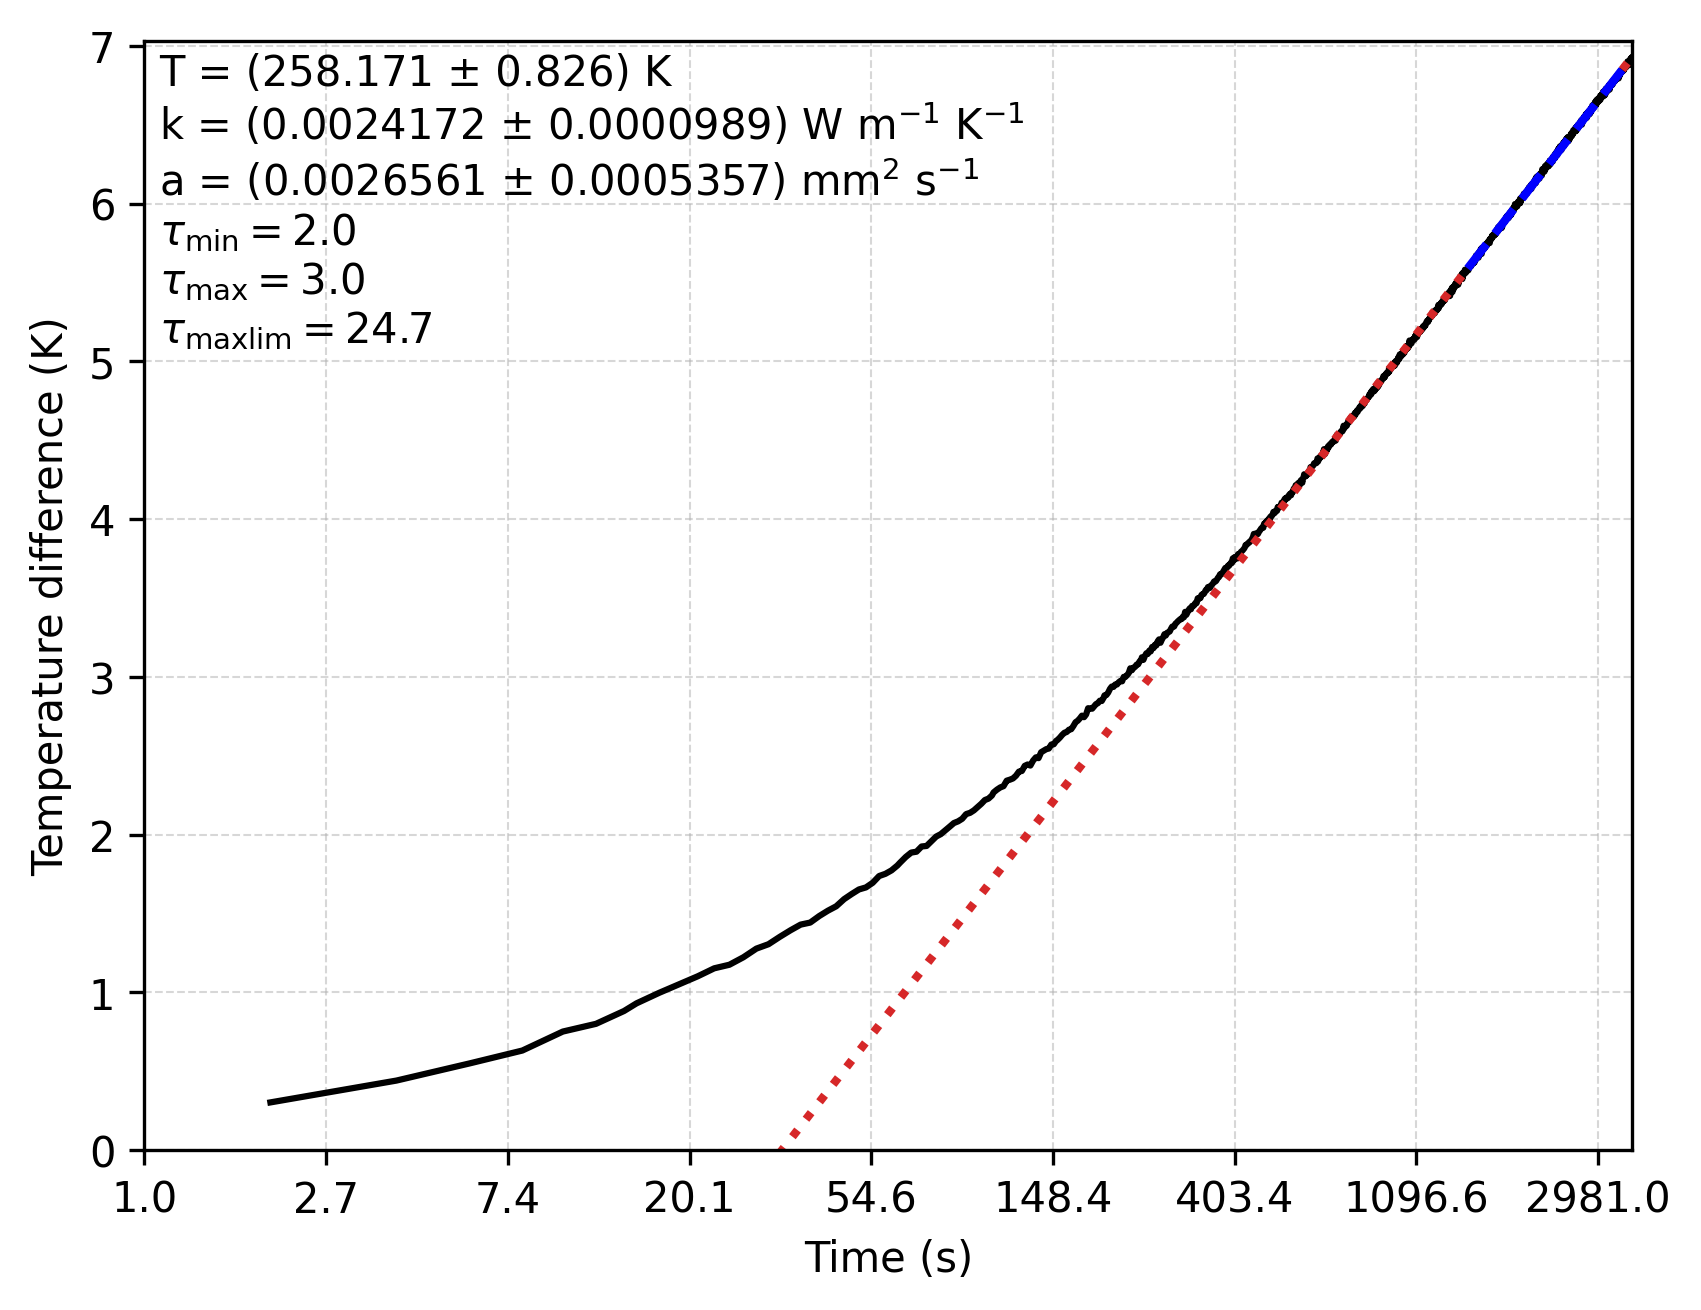 7
T = (258.171 ± 0.826) K
k = (0.0024172 ± 0.0000989) W m⁻¹ K⁻¹
a = (0.0026561 ± 0.0005357) mm² s⁻¹
6
τmin = 2.0
τmax = 3.0
τmaxlim = 24.7
5
4
3
2
1
0
Temperature difference (K)
1.0 2.7 7.4 20.1 54.6 148.4 403.4 1096.6 2981.0
Time (s)